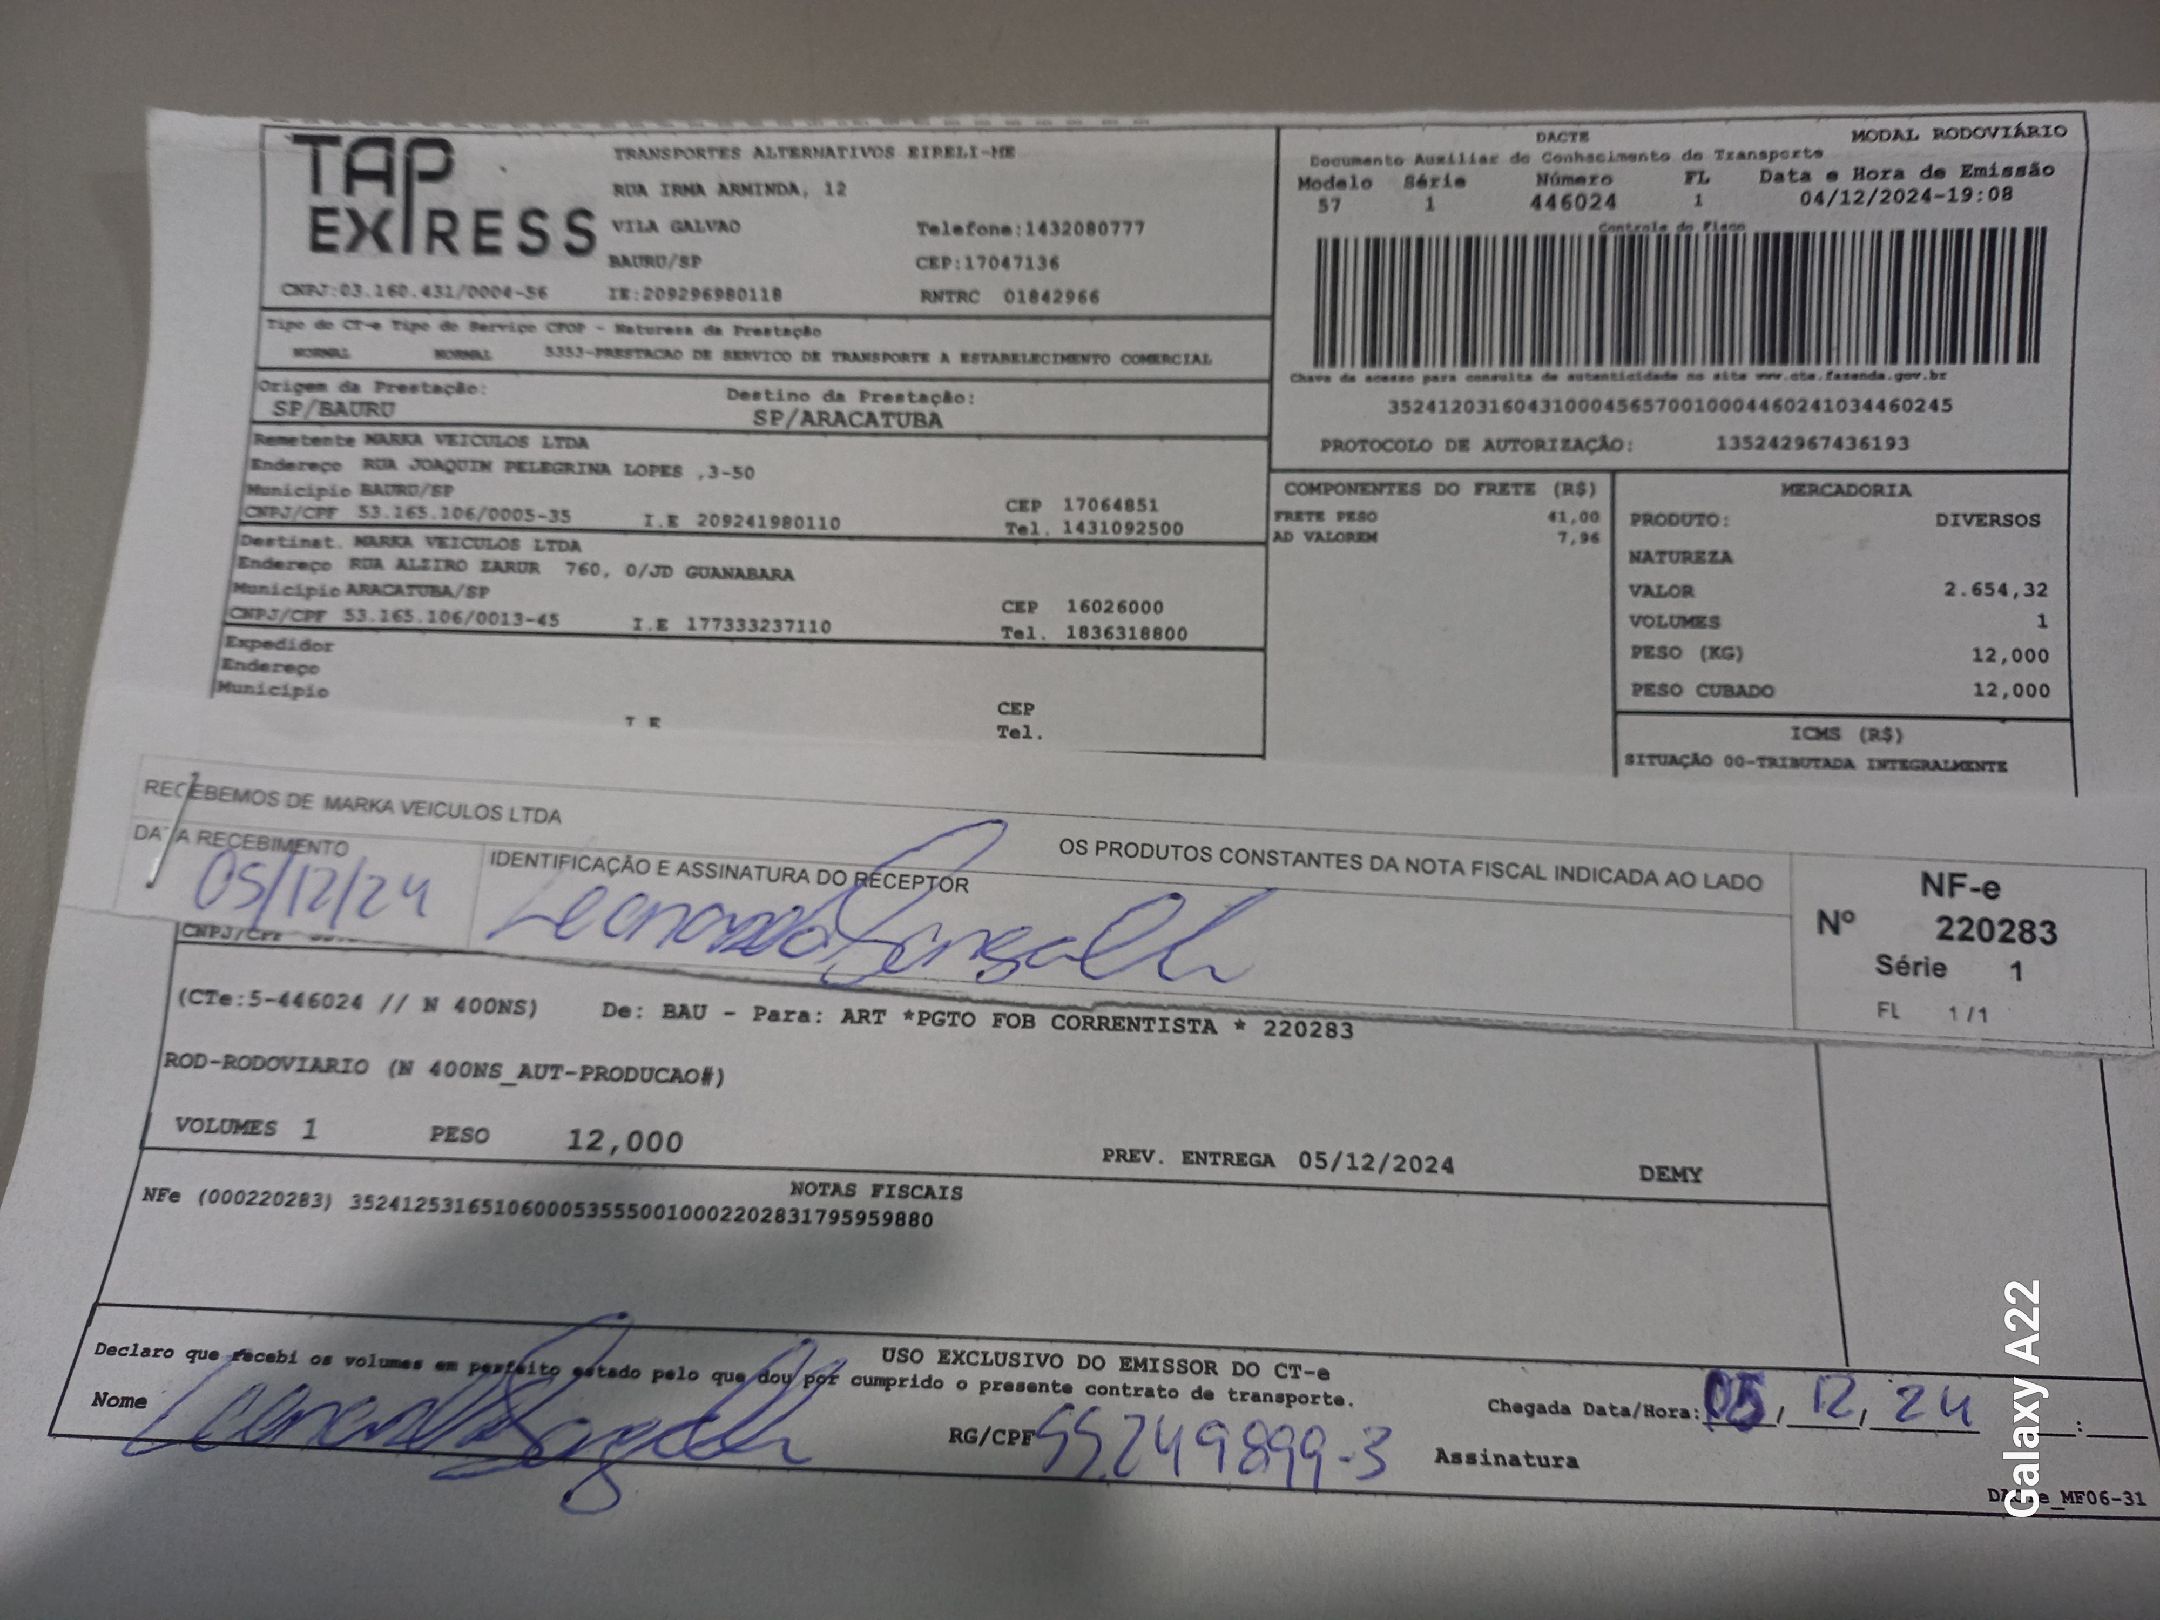 TAP
EXPRESS
TRANSPORTES ALTERNATIVOS EIRELI-ME
RUA IRMA ARMINDA, 12
VILA GALVAO Telefone:1432080777
BAURU/SP CEP:17047136
CNPJ:03.160.431/0004-56 IE:209296980118 RNTRC 01842966
DACTE MODAL RODOVIÁRIO
Documento Auxiliar do Conhecimento de Transporte
Modelo Série Número FL Data e Hora de Emissão
57 1 446024 1 04/12/2024-19:08
Controle do Fisco
Chave de acesso para consulta de autenticidade no site www.cte.fazenda.gov.br
35241203160431000456570010004460241034460245
PROTOCOLO DE AUTORIZAÇÃO: 135242967436193
Tipo do CT-e Tipo do Serviço CFOP - Natureza da Prestação
NORMAL NORMAL 5353-PRESTACAO DE SERVICO DE TRANSPORTE A ESTABELECIMENTO COMERCIAL
Origem da Prestação: Destino da Prestação:
SP/BAURU SP/ARACATUBA
Remetente MARKA VEICULOS LTDA
Endereço RUA JOAQUIM PELEGRINA LOPES ,3-50
Município BAURU/SP CEP 17064851
CNPJ/CPF 53.165.106/0005-35 I.E 209241980110 Tel. 1431092500
Destinat. MARKA VEICULOS LTDA
Endereço RUA ALZIRO ZARUR 760, 0/JD GUANABARA
Município ARACATUBA/SP CEP 16026000
CNPJ/CPF 53.165.106/0013-45 I.E 177333237110 Tel. 1836318800
Expedidor
Endereço
Município CEP
Tel.
COMPONENTES DO FRETE (R$)
FRETE PESO 41,00
AD VALOREM 7,96
MERCADORIA
PRODUTO: DIVERSOS
NATUREZA
VALOR 2.654,32
VOLUMES 1
PESO (KG) 12,000
PESO CUBADO 12,000
ICMS (R$)
SITUAÇÃO 00-TRIBUTADA INTEGRALMENTE
RECEBEMOS DE MARKA VEICULOS LTDA OS PRODUTOS CONSTANTES DA NOTA FISCAL INDICADA AO LADO
DATA RECEBIMENTO IDENTIFICAÇÃO E ASSINATURA DO RECEPTOR
05/12/24 Leonardo
NF-e
Nº 220283
Série 1
FL 1/1
CNPJ/CPF
(CTe:5-446024 // N 400NS) De: BAU - Para: ART *PGTO FOB CORRENTISTA * 220283
ROD-RODOVIARIO (N 400NS_AUT-PRODUCAO#)
VOLUMES 1 PESO 12,000 PREV. ENTREGA 05/12/2024 DEMY
NOTAS FISCAIS
NFe (000220283) 35241253165106000535550010002202831795959880
USO EXCLUSIVO DO EMISSOR DO CT-e
Declaro que recebi os volumes em perfeito estado pelo que dou por cumprido o presente contrato de transporte.
Nome Leonardo RG/CPF 55.249899-3 Assinatura Chegada Data/Hora: 05, 12, 24 :
MF06-31
Galaxy A22